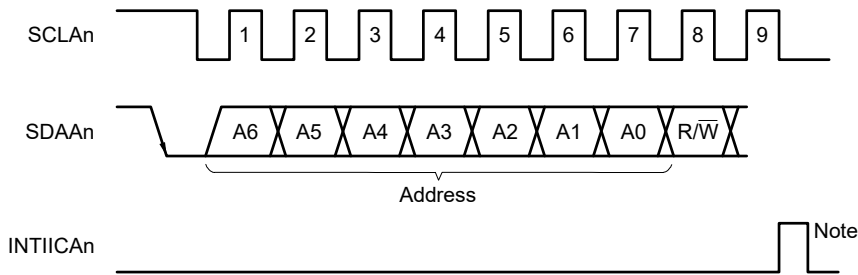 SCLAn 1 2 3 4 5 6 7 8 9
SDAAn A6 A5 A4 A3 A2 A1 A0 R/W̅
Address
INTIICAn Note